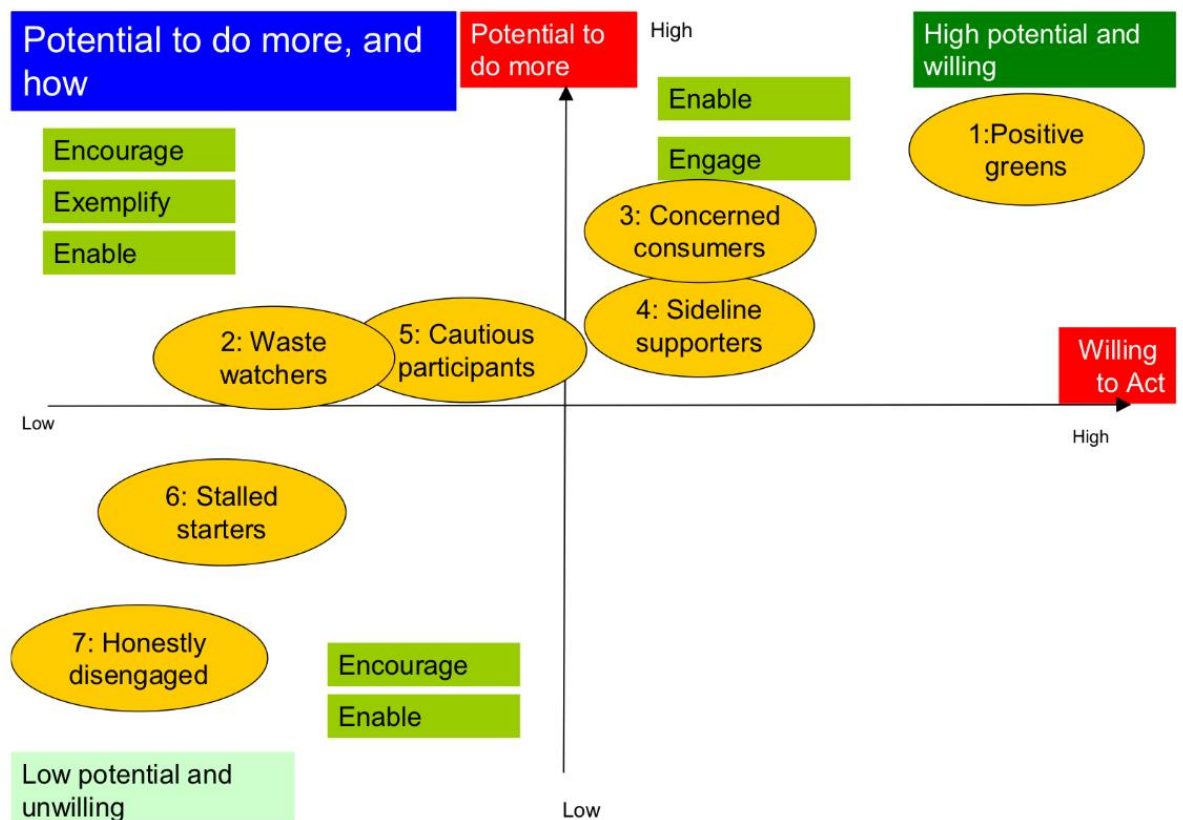 Potential to do more, and
how
Potential to
do more
High
High potential and
willing
Encourage
Exemplify
Enable
Enable
Engage
1:Positive
greens
3: Concerned
consumers
4: Sideline
supporters
2: Waste
watchers
5: Cautious
participants
Willing
to Act
Low
High
6: Stalled
starters
7: Honestly
disengaged
Encourage
Enable
Low potential and
unwilling
Low